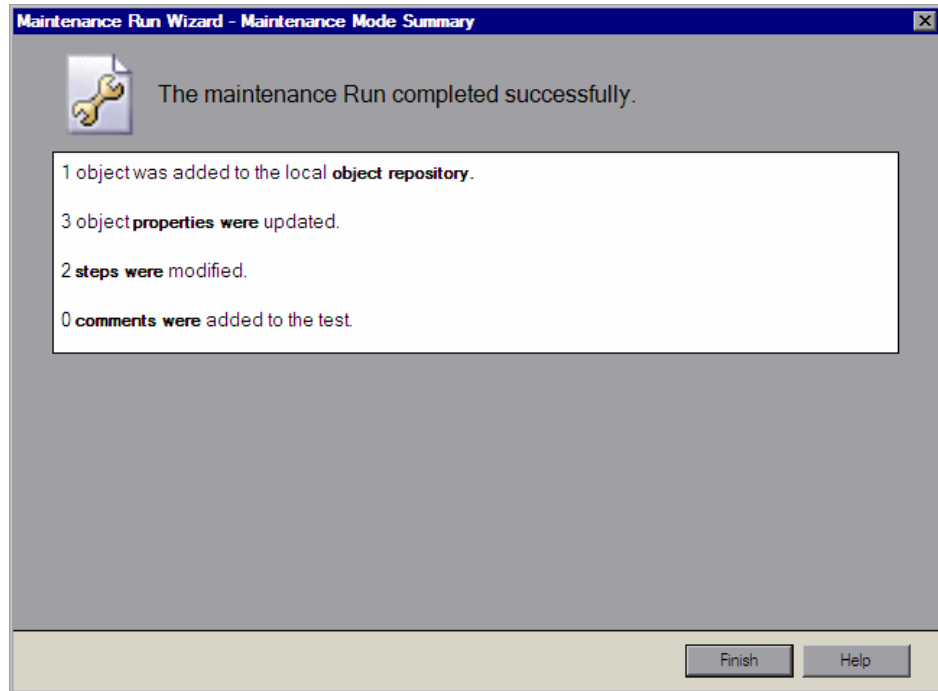 Maintenance Run Wizard - Maintenance Mode Summary
The maintenance Run completed successfully.
1 object was added to the local object repository.
3 object properties were updated.
2 steps were modified.
0 comments were added to the test.
Finish
Help